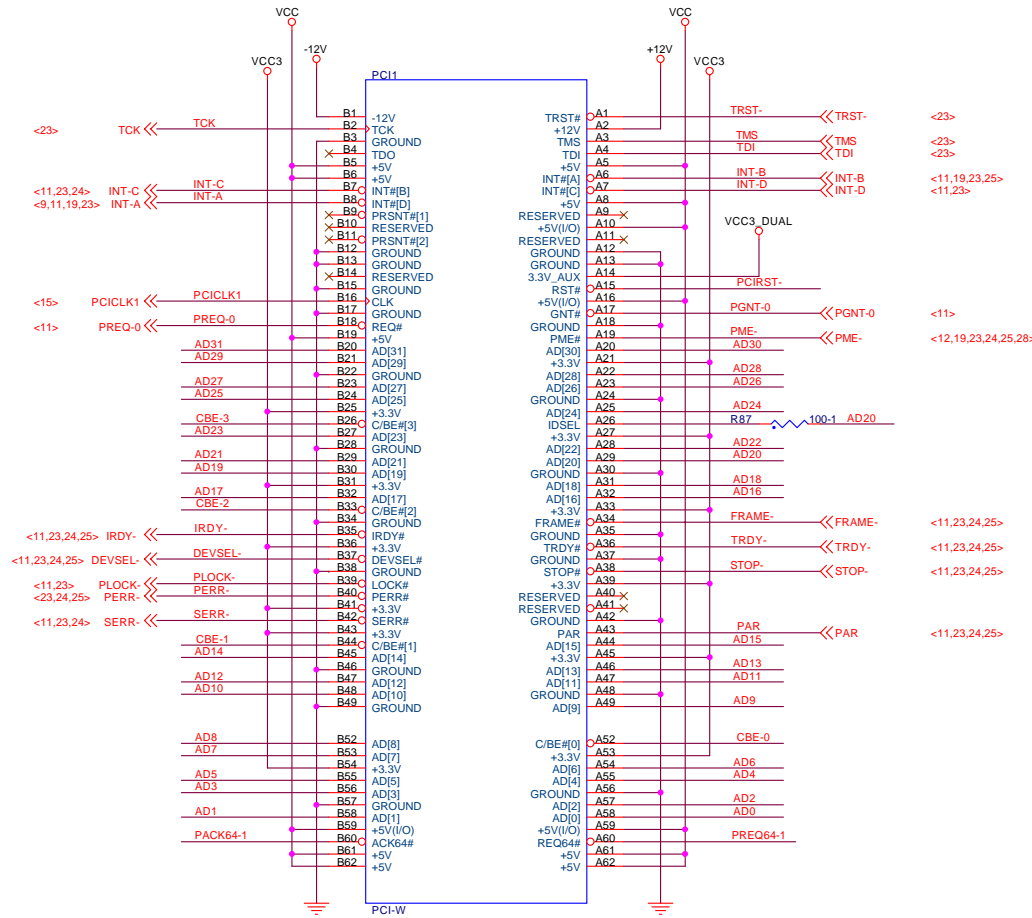 VCC VCC
-12V +12V
VCC3 VCC3
PCI1
B1 -12V TRST# A1 TRST- TRST- <23>
<23> TCK TCK B2 TCK +12V A2
B3 GROUND TMS A3 TMS TMS <23>
B4 TDO TDI A4 TDI TDI <23>
B5 +5V +5V A5
B6 +5V INT#[A] A6 INT-B INT-B <11,19,23,25>
<11,23,24> INT-C INT-C B7 INT#[B] INT#[C] A7 INT-D INT-D <11,23>
<9,11,19,23> INT-A INT-A B8 INT#[D] +5V A8
B9 PRSNT#[1] RESERVED A9
B10 RESERVED +5V(I/O) A10
VCC3_DUAL
B11 PRSNT#[2] RESERVED A11
B12 GROUND GROUND A12
B13 GROUND GROUND A13
B14 RESERVED 3.3V_AUX A14
B15 GROUND RST# A15 PCIRST-
<15> PCICLK1 PCICLK1 B16 CLK +5V(I/O) A16
B17 GROUND GNT# A17 PGNT-0 PGNT-0 <11>
<11> PREQ-0 PREQ-0 B18 REQ# GROUND A18
B19 +5V PME# A19 PME- PME- <12,19,23,24,25,28>
AD31 B20 AD[31] AD[30] A20 AD30
AD29 B21 AD[29] +3.3V A21
B22 GROUND AD[28] A22 AD28
AD27 B23 AD[27] AD[26] A23 AD26
AD25 B24 AD[25] GROUND A24
B25 +3.3V AD[24] A25 AD24
CBE-3 B26 C/BE#[3] IDSEL A26 R87 100-1 AD20
AD23 B27 AD[23] +3.3V A27
B28 GROUND AD[22] A28 AD22
AD21 B29 AD[21] AD[20] A29 AD20
AD19 B30 AD[19] GROUND A30
B31 +3.3V AD[18] A31 AD18
AD17 B32 AD[17] AD[16] A32 AD16
CBE-2 B33 C/BE#[2] +3.3V A33
B34 GROUND FRAME# A34 FRAME- FRAME- <11,23,24,25>
<11,23,24,25> IRDY- IRDY- B35 IRDY# GROUND A35
B36 +3.3V TRDY# A36 TRDY- TRDY- <11,23,24,25>
<11,23,24,25> DEVSEL- DEVSEL- B37 DEVSEL# GROUND A37
B38 GROUND STOP# A38 STOP- STOP- <11,23,24,25>
<11,23> PLOCK- PLOCK- B39 LOCK# +3.3V A39
<23,24,25> PERR- PERR- B40 PERR# RESERVED A40
B41 +3.3V RESERVED A41
<11,23,24> SERR- SERR- B42 SERR# GROUND A42
B43 +3.3V PAR A43 PAR PAR <11,23,24,25>
CBE-1 B44 C/BE#[1] AD[15] A44 AD15
AD14 B45 AD[14] +3.3V A45
B46 GROUND AD[13] A46 AD13
AD12 B47 AD[12] AD[11] A47 AD11
AD10 B48 AD[10] GROUND A48
B49 GROUND AD[9] A49 AD9
AD8 B52 AD[8] C/BE#[0] A52 CBE-0
AD7 B53 AD[7] +3.3V A53
B54 +3.3V AD[6] A54 AD6
AD5 B55 AD[5] AD[4] A55 AD4
AD3 B56 AD[3] GROUND A56
B57 GROUND AD[2] A57 AD2
AD1 B58 AD[1] AD[0] A58 AD0
B59 +5V(I/O) +5V(I/O) A59
PACK64-1 B60 ACK64# REQ64# A60 PREQ64-1
B61 +5V +5V A61
B62 +5V +5V A62
PCI-W